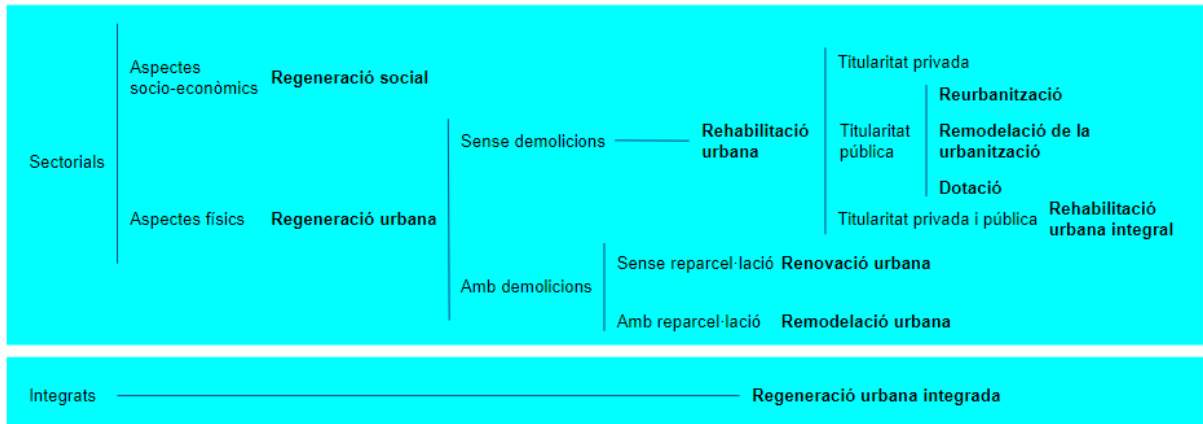 Sectorials
Aspectes
socio-econòmics
Regeneració social
Aspectes físics
Regeneració urbana
Sense demolicions
Rehabilitació
urbana
Titularitat privada
Titularitat
pública
Reurbanització
Remodelació de la
urbanització
Dotació
Titularitat privada i pública
Rehabilitació
urbana integral
Amb demolicions
Sense reparcel·lació
Renovació urbana
Amb reparcel·lació
Remodelació urbana
Integrats
Regeneració urbana integrada